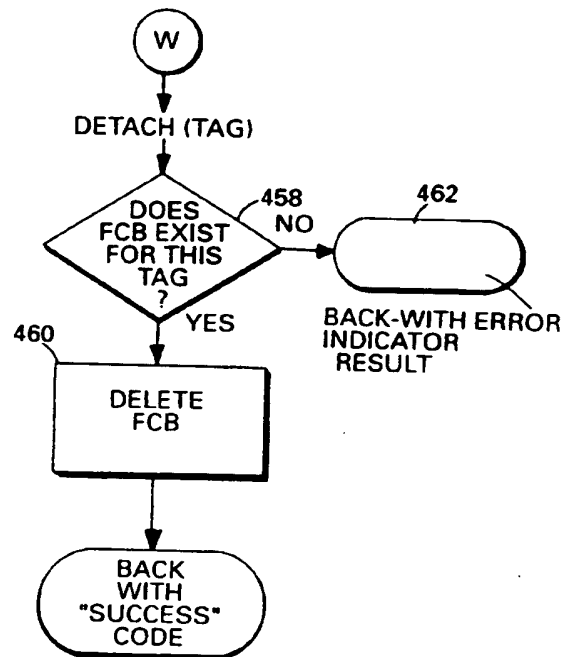 W
DETACH (TAG)
458
DOES
FCB EXIST
FOR THIS
TAG
?
NO
462
BACK-WITH ERROR
INDICATOR
RESULT
YES
460
DELETE
FCB
BACK
WITH
"SUCCESS"
CODE